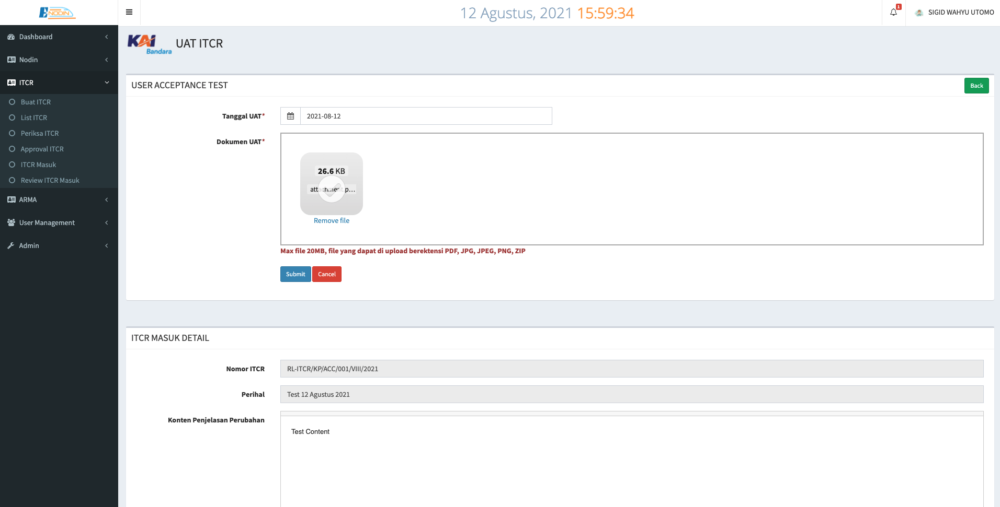 ENODIN
12 Agustus, 2021 15:59:34
1
SIGID WAHYU UTOMO
Dashboard
Nodin
ITCR
Buat ITCR
List ITCR
Periksa ITCR
Approval ITCR
ITCR Masuk
Review ITCR Masuk
ARMA
User Management
Admin
KAI
Bandara
UAT ITCR
USER ACCEPTANCE TEST
Back
Tanggal UAT*
2021-08-12
Dokumen UAT*
26.6 KB
attachment.p...
Remove file
Max file 20MB, file yang dapat di upload berektensi PDF, JPG, JPEG, PNG, ZIP
Submit
Cancel
ITCR MASUK DETAIL
Nomor ITCR
RL-ITCR/KP/ACC/001/VIII/2021
Perihal
Test 12 Agustus 2021
Konten Penjelasan Perubahan
Test Content